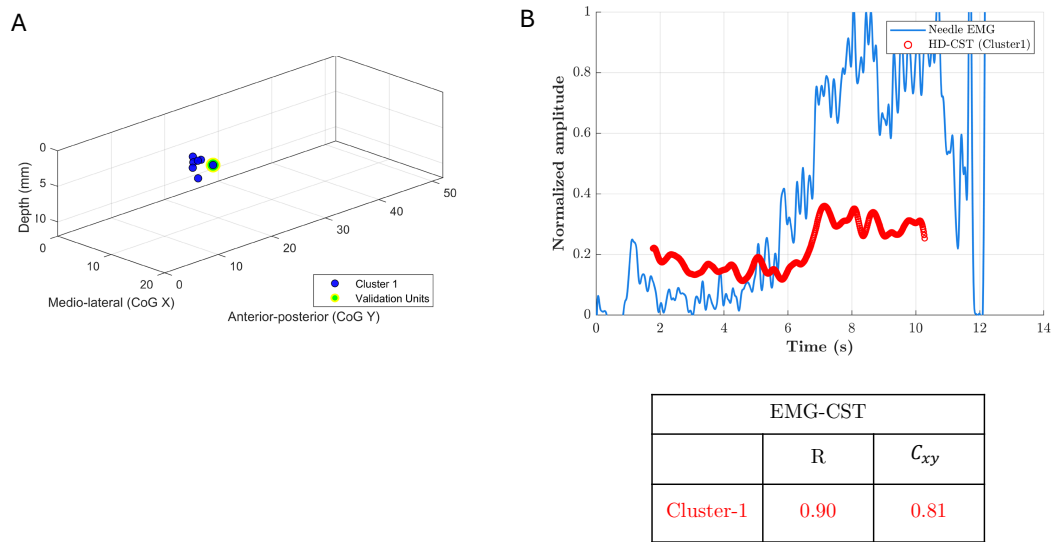 A
0
5
10
Depth (mm)
0
10
20
Medio-lateral (CoG X)
0
10
20
30
40
50
Anterior-posterior (CoG Y)
Cluster 1
Validation Units
B
1
0.8
0.6
0.4
0.2
0
Normalized amplitude
0 2 4 6 8 10 12 14
Time (s)
Needle EMG
HD-CST (Cluster1)
EMG-CST
R C_{xy}
Cluster-1 0.90 0.81